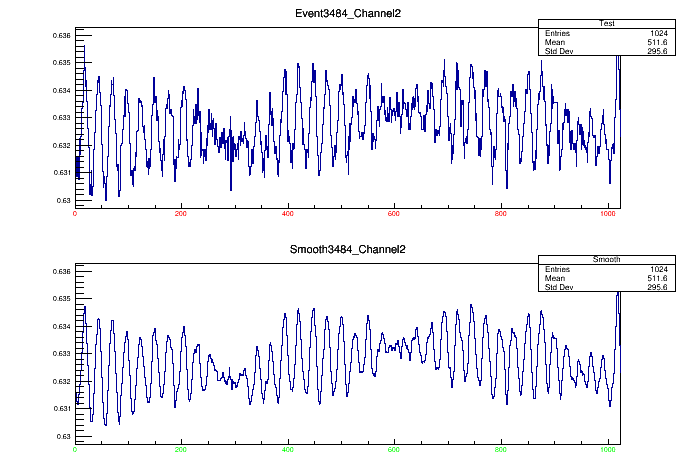 Event3484_Channel2
Test
Entries 1024
Mean 511.6
Std Dev 295.6
0.636
0.635
0.634
0.633
0.632
0.631
0.63
0 200 400 600 800 1000
Smooth3484_Channel2
Smooth
Entries 1024
Mean 511.6
Std Dev 295.6
0.636
0.635
0.634
0.633
0.632
0.631
0.63
0 200 400 600 800 1000